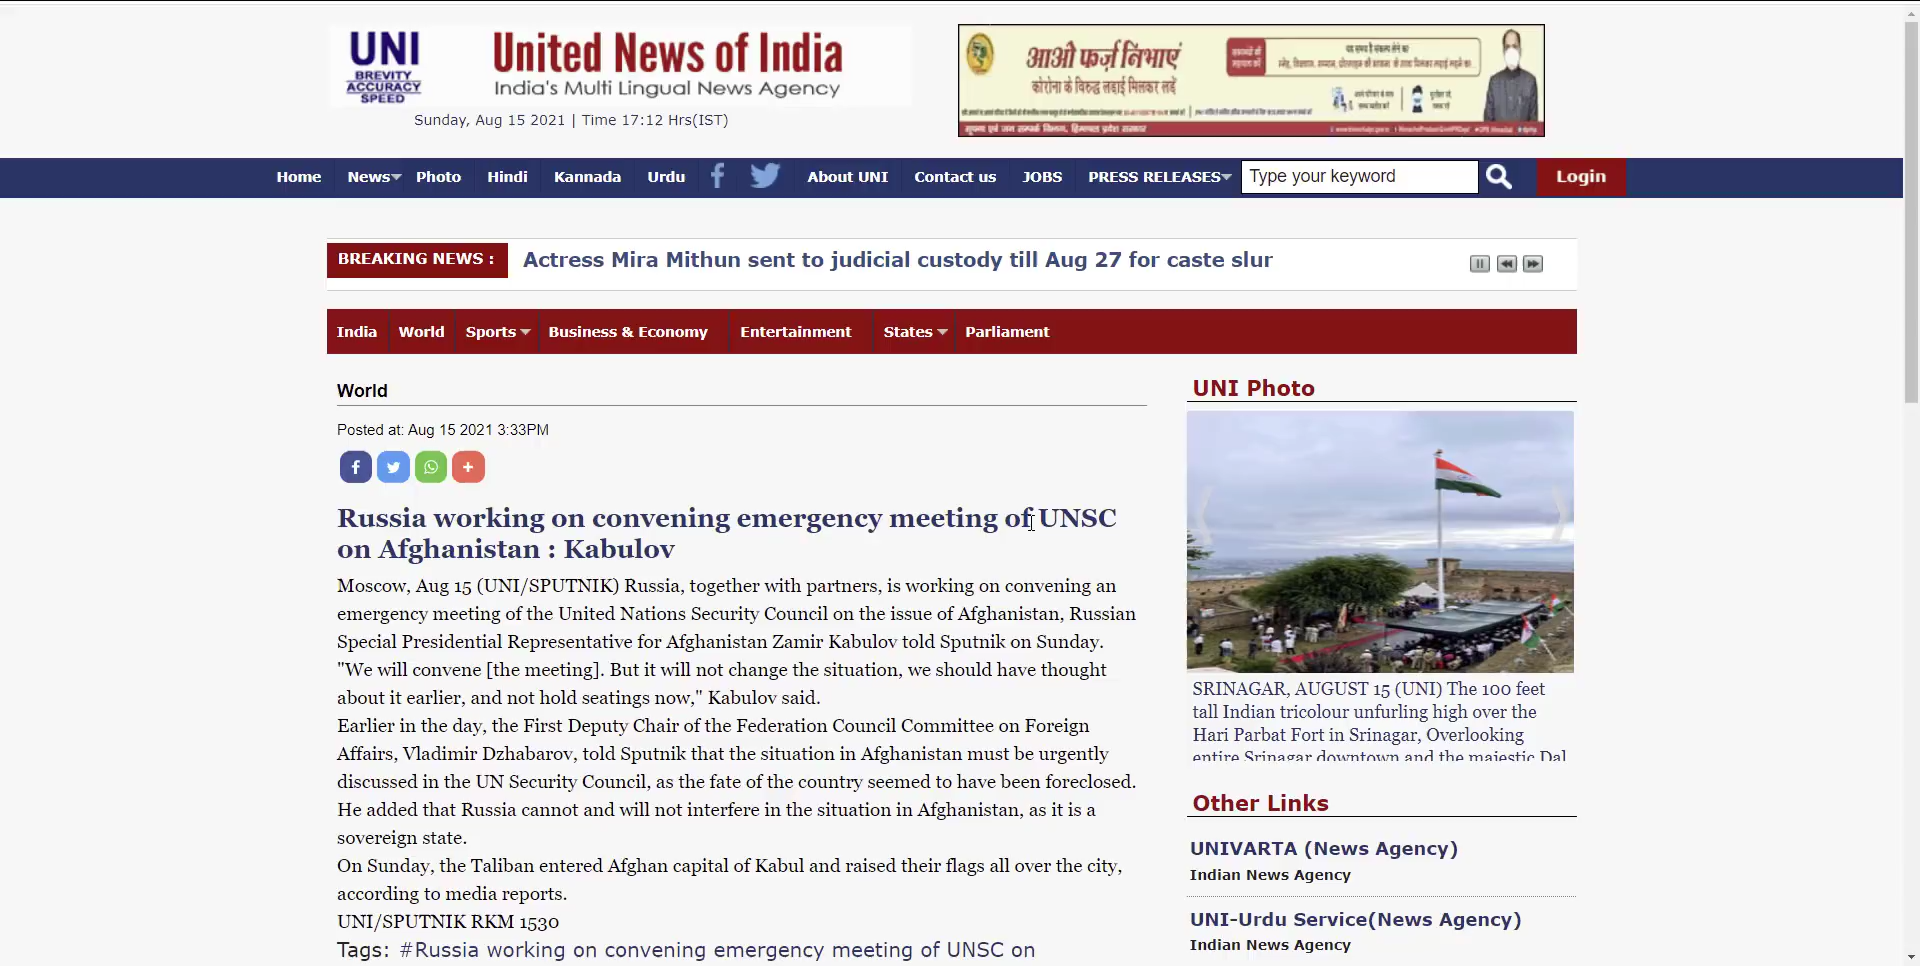 UNI
BREVITY
ACCURACY
SPEED
United News of India
India's Multi Lingual News Agency
Sunday, Aug 15 2021 | Time 17:12 Hrs(IST)
आओ फर्ज़ निभाएं
कोरोना के विरुद्ध लड़ाई मिलकर लड़ें
Home News Photo Hindi Kannada Urdu About UNI Contact us JOBS PRESS RELEASES Type your keyword Login
BREAKING NEWS : Actress Mira Mithun sent to judicial custody till Aug 27 for caste slur
India World Sports Business & Economy Entertainment States Parliament
World
Posted at: Aug 15 2021 3:33PM
Russia working on convening emergency meeting of UNSC
on Afghanistan : Kabulov
Moscow, Aug 15 (UNI/SPUTNIK) Russia, together with partners, is working on convening an
emergency meeting of the United Nations Security Council on the issue of Afghanistan, Russian
Special Presidential Representative for Afghanistan Zamir Kabulov told Sputnik on Sunday.
"We will convene [the meeting]. But it will not change the situation, we should have thought
about it earlier, and not hold seatings now," Kabulov said.
Earlier in the day, the First Deputy Chair of the Federation Council Committee on Foreign
Affairs, Vladimir Dzhabarov, told Sputnik that the situation in Afghanistan must be urgently
discussed in the UN Security Council, as the fate of the country seemed to have been foreclosed.
He added that Russia cannot and will not interfere in the situation in Afghanistan, as it is a
sovereign state.
On Sunday, the Taliban entered Afghan capital of Kabul and raised their flags all over the city,
according to media reports.
UNI/SPUTNIK RKM 1530
Tags: #Russia working on convening emergency meeting of UNSC on
UNI Photo
SRINAGAR, AUGUST 15 (UNI) The 100 feet
tall Indian tricolour unfurling high over the
Hari Parbat Fort in Srinagar, Overlooking
entire Srinagar downtown and the majestic Dal
Other Links
UNIVARTA (News Agency)
Indian News Agency
UNI-Urdu Service(News Agency)
Indian News Agency